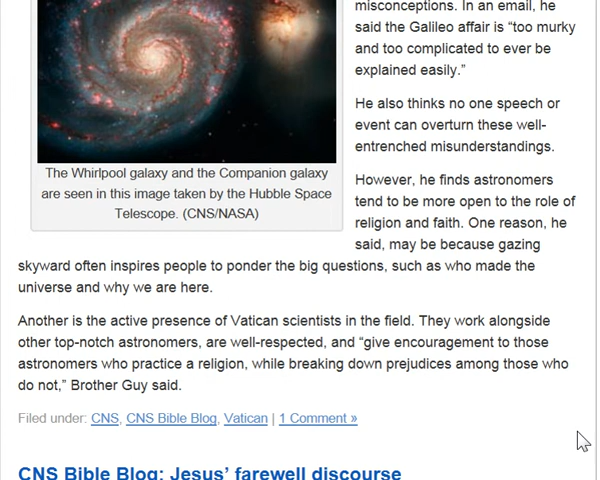 misconceptions. In an email, he
said the Galileo affair is “too murky
and too complicated to ever be
explained easily.”
He also thinks no one speech or
event can overturn these well-
entrenched misunderstandings.
The Whirlpool galaxy and the Companion galaxy
are seen in this image taken by the Hubble Space
Telescope. (CNS/NASA)
However, he finds astronomers
tend to be more open to the role of
religion and faith. One reason, he
said, may be because gazing
skyward often inspires people to ponder the big questions, such as who made the
universe and why we are here.
Another is the active presence of Vatican scientists in the field. They work alongside
other top-notch astronomers, are well-respected, and “give encouragement to those
astronomers who practice a religion, while breaking down prejudices among those who
do not,” Brother Guy said.
Filed under: CNS, CNS Bible Blog, Vatican | 1 Comment »
CNS Bible Blog: Jesus’ farewell discourse